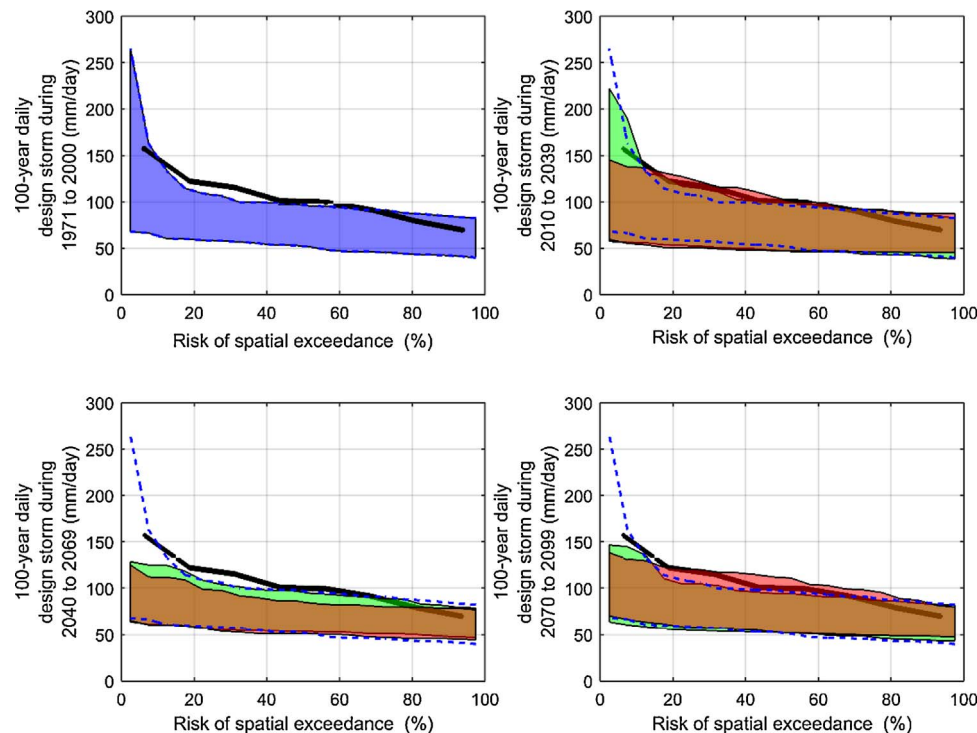 100-year daily
design storm during
1971 to 2000 (mm/day)
300
250
200
150
100
50
0
0 20 40 60 80 100
Risk of spatial exceedance (%)
100-year daily
design storm during
2010 to 2039 (mm/day)
300
250
200
150
100
50
0
0 20 40 60 80 100
Risk of spatial exceedance (%)
100-year daily
design storm during
2040 to 2069 (mm/day)
300
250
200
150
100
50
0
0 20 40 60 80 100
Risk of spatial exceedance (%)
100-year daily
design storm during
2070 to 2099 (mm/day)
300
250
200
150
100
50
0
0 20 40 60 80 100
Risk of spatial exceedance (%)